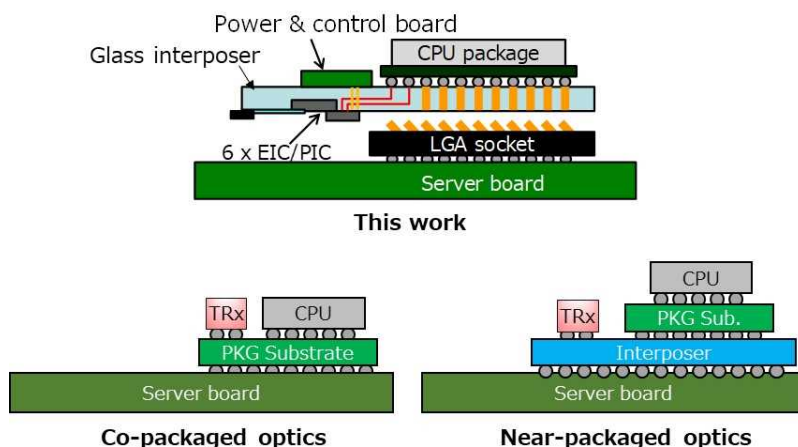 Power & control board
Glass interposer
CPU package
6 x EIC/PIC
LGA socket
Server board
This work
TRx
CPU
PKG Substrate
Server board
Co-packaged optics
CPU
TRx
PKG Sub.
Interposer
Server board
Near-packaged optics